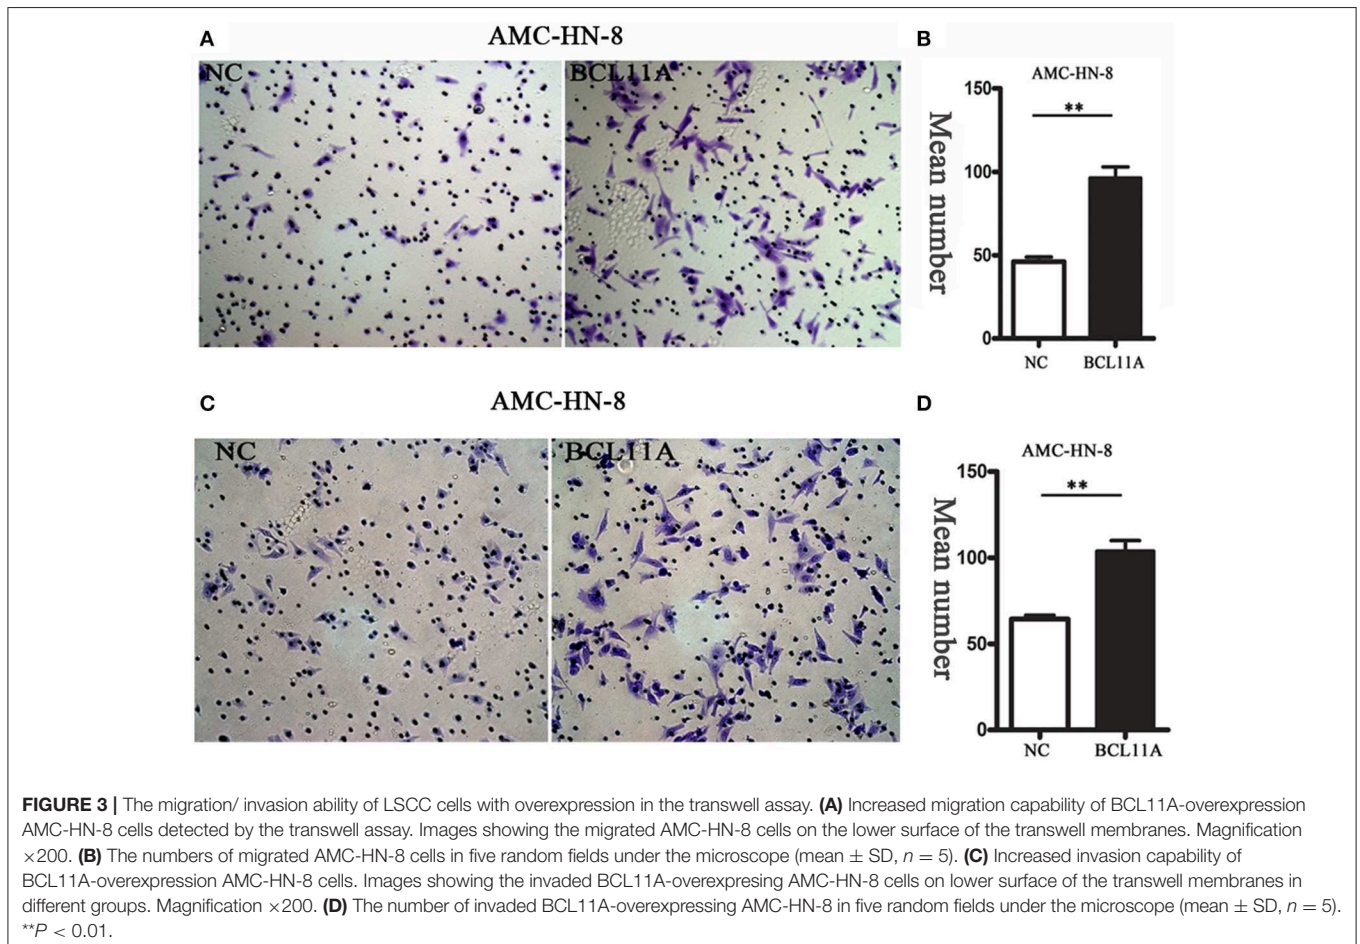 A
AMC-HN-8
NC
BCL11A
B
AMC-HN-8
**
Mean number
150
100
50
0
NC
BCL11A
C
AMC-HN-8
NC
BCL11A
D
AMC-HN-8
**
Mean number
150
100
50
0
NC
BCL11A
FIGURE 3 | The migration/ invasion ability of LSCC cells with overexpression in the transwell assay. (A) Increased migration capability of BCL11A-overexpression
AMC-HN-8 cells detected by the transwell assay. Images showing the migrated AMC-HN-8 cells on the lower surface of the transwell membranes. Magnification
×200. (B) The numbers of migrated AMC-HN-8 cells in five random fields under the microscope (mean ± SD, n = 5). (C) Increased invasion capability of
BCL11A-overexpression AMC-HN-8 cells. Images showing the invaded BCL11A-overexpresing AMC-HN-8 cells on lower surface of the transwell membranes in
different groups. Magnification ×200. (D) The number of invaded BCL11A-overexpressing AMC-HN-8 in five random fields under the microscope (mean ± SD, n = 5).
**P < 0.01.